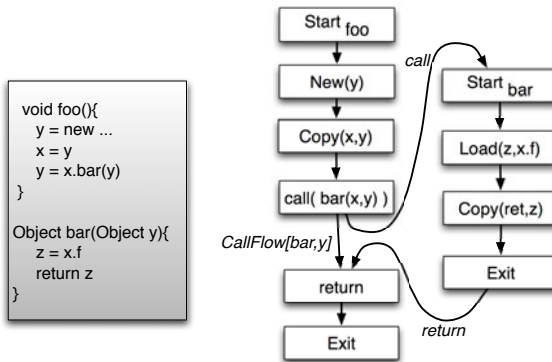 void foo(){
y = new ...
x = y
y = x.bar(y)
}
Object bar(Object y){
z = x.f
return z
}
Start foo
New(y)
Copy(x,y)
call( bar(x,y) )
CallFlow[bar,y]
return
Exit
call
Start bar
Load(z,x.f)
Copy(ret,z)
Exit
return